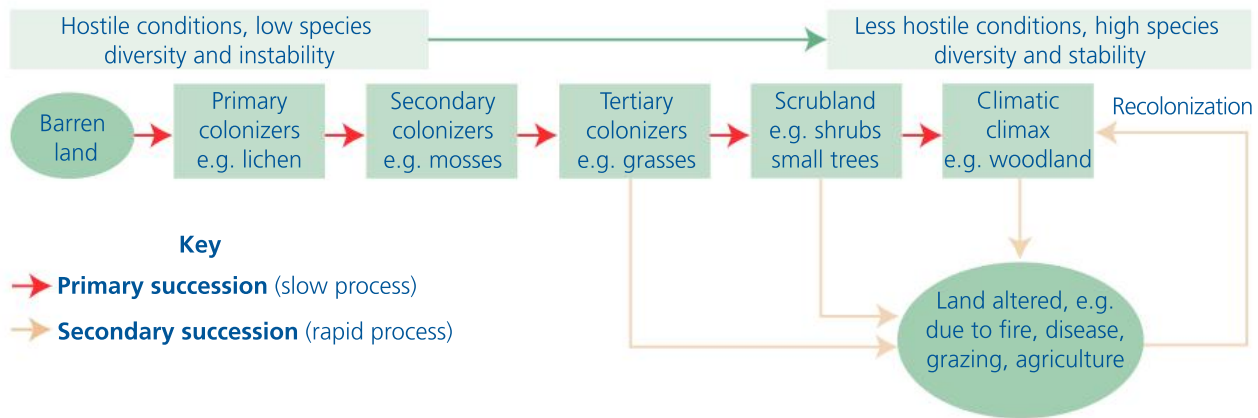 Hostile conditions, low species
diversity and instability
Less hostile conditions, high species
diversity and stability
Barren
land
Primary
colonizers
e.g. lichen
Secondary
colonizers
e.g. mosses
Tertiary
colonizers
e.g. grasses
Scrubland
e.g. shrubs
small trees
Climatic
climax
e.g. woodland
Recolonization
Key
Primary succession (slow process)
Secondary succession (rapid process)
Land altered, e.g.
due to fire, disease,
grazing, agriculture